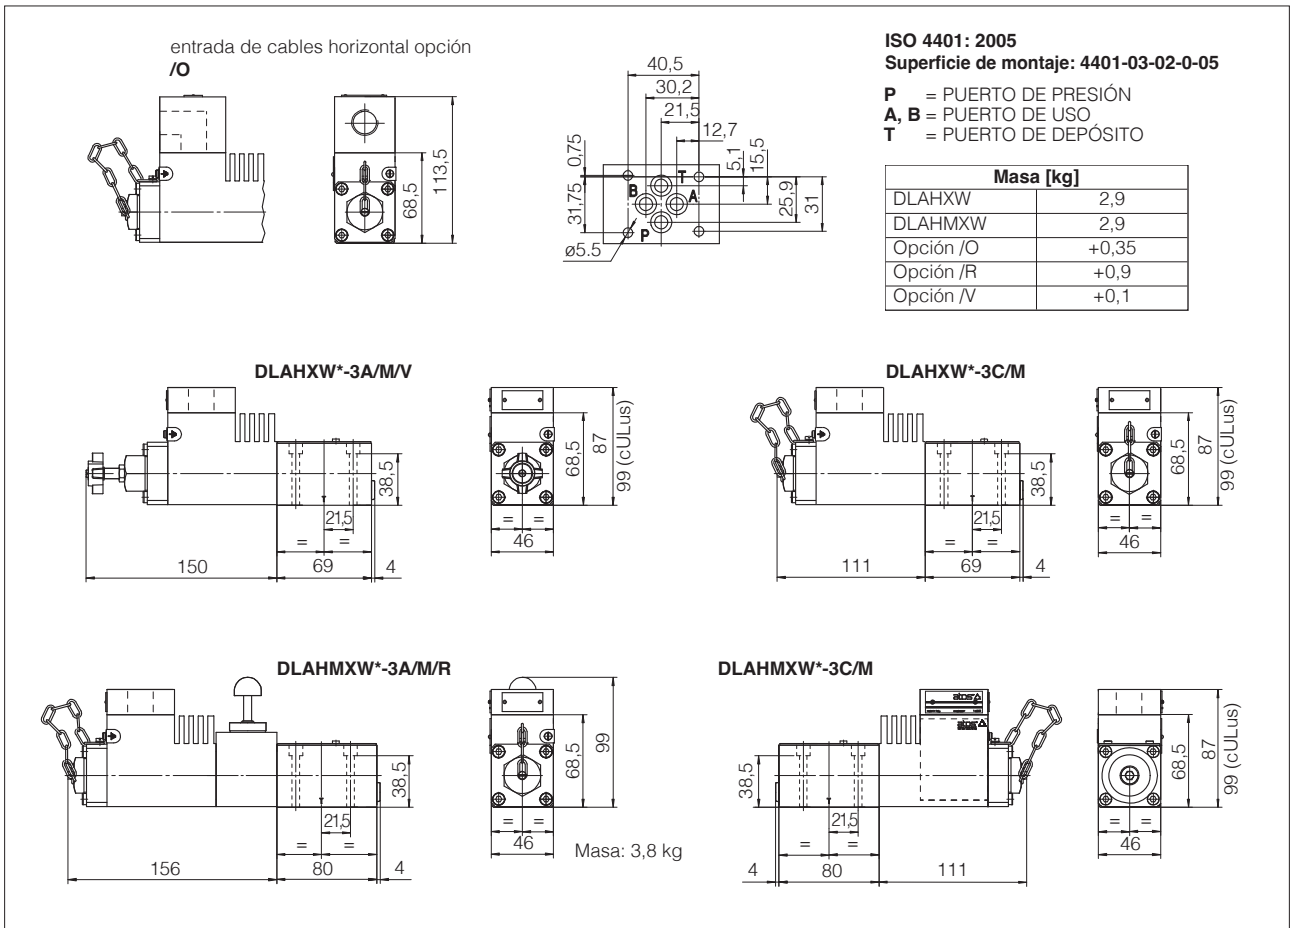 entrada de cables horizontal opción
/O
113,5
68,5
40,5
30,2
21,5
12,7
0,75
5,1
15,5
T
B
A
31,75
25,9
31
P
ø5.5
ISO 4401: 2005
Superficie de montaje: 4401-03-02-0-05
P = PUERTO DE PRESIÓN
A, B = PUERTO DE USO
T = PUERTO DE DEPÓSITO
Masa [kg]
DLAHXW 2,9
DLAHMXW 2,9
Opción /O +0,35
Opción /R +0,9
Opción /V +0,1
DLAHXW*-3A/M/V
38,5
21,5
= =
150 69 4
68,5
87
99 (cULus)
= =
46
DLAHXW*-3C/M
38,5
21,5
= =
111 69 4
68,5
87
99 (cULus)
= =
46
DLAHMXW*-3A/M/R
38,5
21,5
= =
156 80 4
68,5
99
= =
46
Masa: 3,8 kg
DLAHMXW*-3C/M
atos
atos
38,5
21,5
= =
4 80 111
68,5
87
99 (cULus)
= =
46